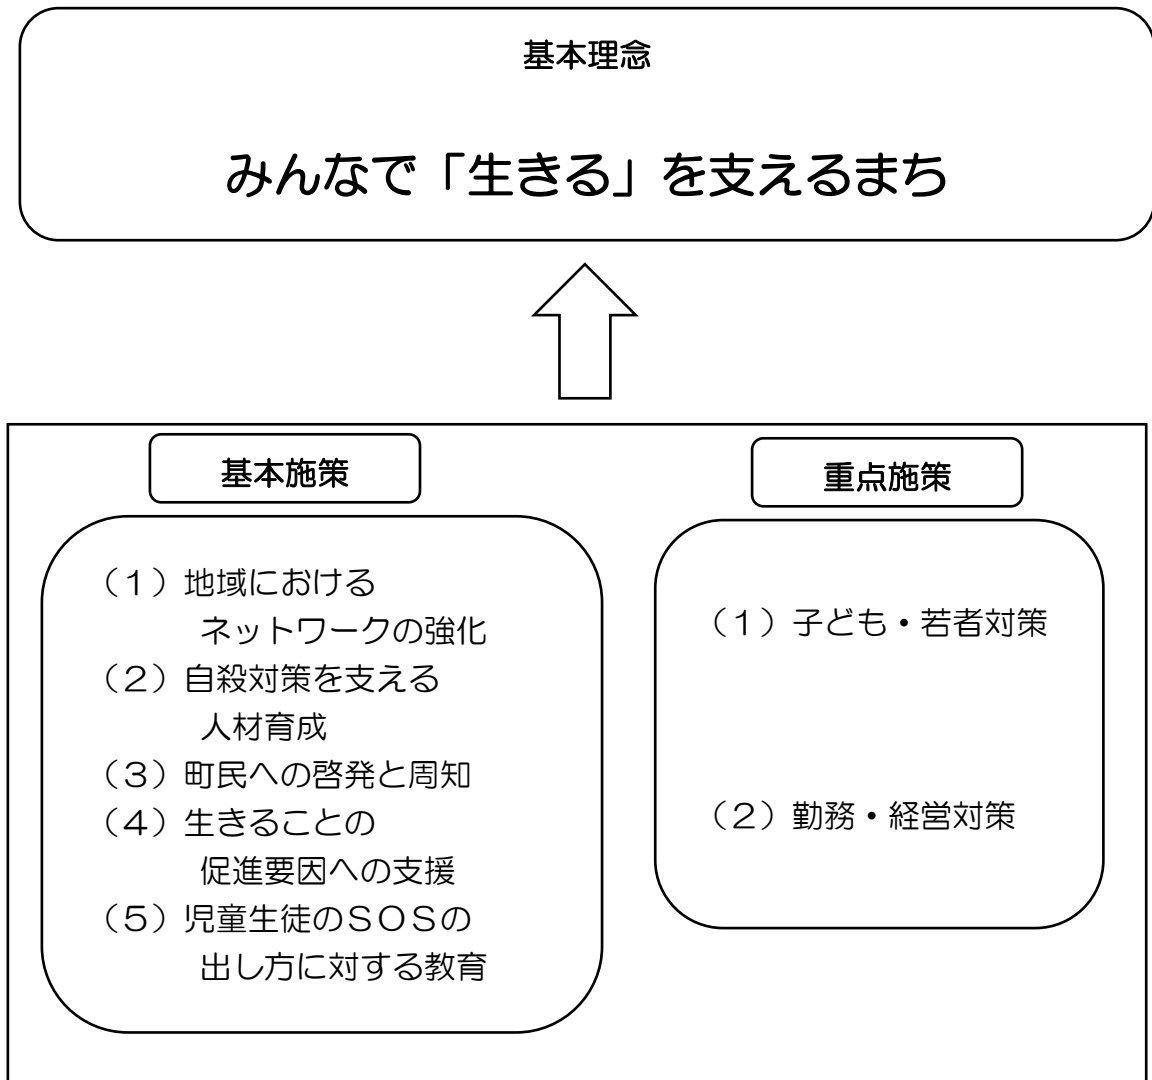 基本理念
みんなで「生きる」を支えるまち
基本施策
（１）地域における
ネットワークの強化
（２）自殺対策を支える
人材育成
（３）町民への啓発と周知
（４）生きることの
促進要因への支援
（５）児童生徒のＳＯＳの
出し方に対する教育
重点施策
（１）子ども・若者対策
（２）勤務・経営対策